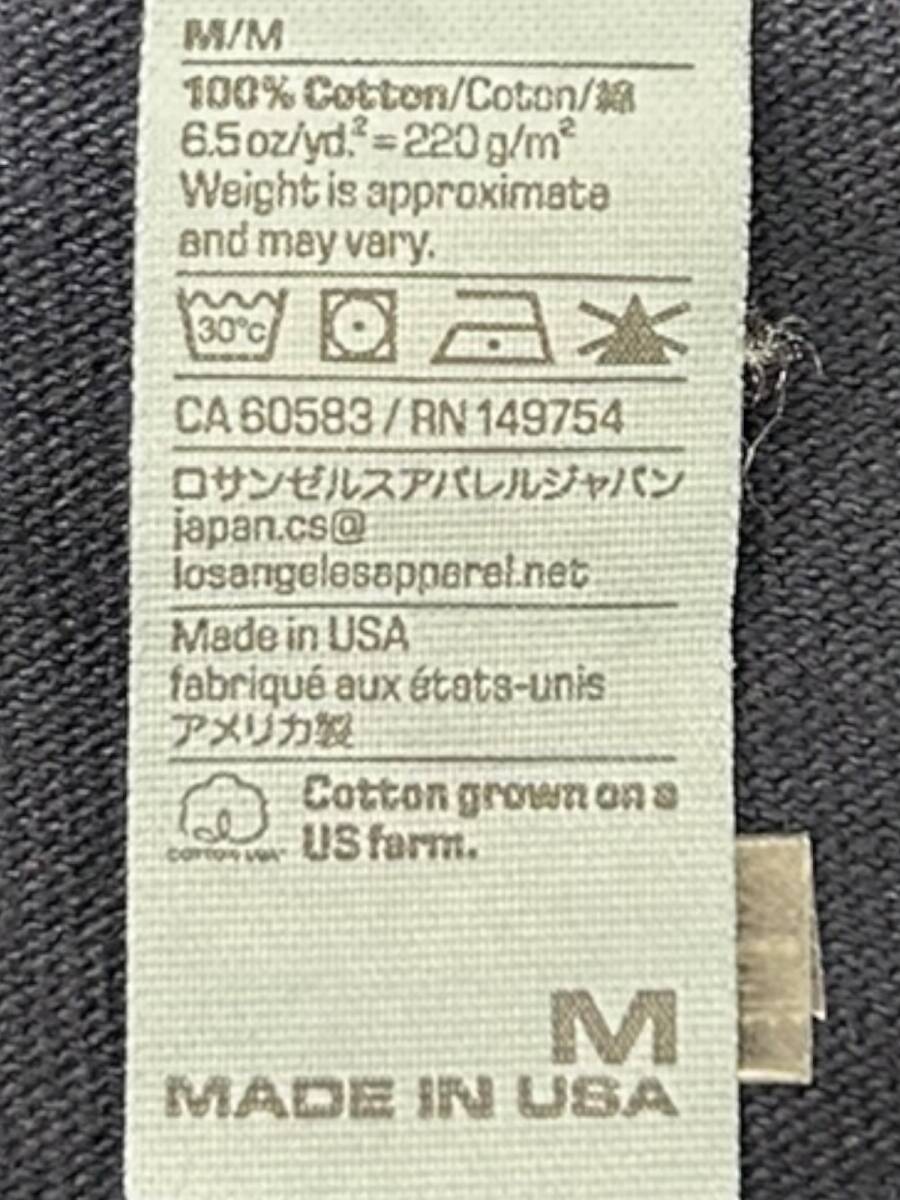 M/M
100% Cotton/Coton/綿
6.5 oz/yd.² = 220 g/m²
Weight is approximate
and may vary.
30°c
CA 60583 / RN 149754
ロサンゼルスアパレルジャパン
japan.cs@
losangelesapparel.net
Made in USA
fabriqué aux états-unis
アメリカ製
Cotton grown on a
US farm.
COTTON USA
M
MADE IN USA